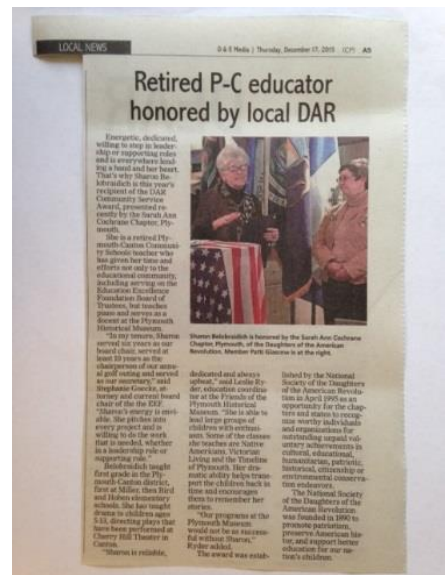 LOCAL NEWS
O & E Media | Thursday, December 17, 2015 (CP) A5
Retired P-C educator
honored by local DAR
Energetic, dedicated,
willing to step in leader-
ship or supporting roles
and is everywhere lend-
ing a hand and her heart.
That's why Sharon Be-
lobraidich is this year's
recipient of the DAR
Community Service
Award, presented re-
cently by the Sarah Ann
Cochrane Chapter, Ply-
mouth.
She is a retired Ply-
mouth-Canton Communi-
ty Schools teacher who
has given her time and
efforts not only to the
educational community,
including serving on the
Education Excellence
Foundation Board of
Trustees, but teaches
piano and serves as a
docent at the Plymouth
Historical Museum.
"In my tenure, Sharon
served six years as our
board chair, served at
least 10 years as the
chairperson of our annu-
al golf outing and served
as our secretary," said
Stephanie, attor-
ney and current board
chair of the EEF.
"Sharon's energy is envi-
able. She pitches into
every project and is
willing to do the work
that is needed, whether
in a leadership role or
supporting role."
Belobraidich taught
first grade in the Ply-
mouth-Canton district,
first at Miller, then Bird
and Hoben elementary
schools. She has taught
drama to children ages
5-13, directing plays that
have been performed at
Cherry Hill Theater in
Canton.
"Sharon is reliable,
Sharon Belobraidich is honored by the Sarah Ann Cochrane
Chapter, Plymouth, of the Daughters of the American
Revolution. Member Patti is at the right.
dedicated and always
upbeat," said Leslie Ry-
der, education coordina-
tor at the Friends of the
Plymouth Historical
Museum. "She is able to
lead large groups of
children with enthusi-
asm. Some of the classes
she teaches are Native
Americans, Victorian
Living and the Timeline
of Plymouth. Her dra-
matic ability helps trans-
port the children back in
time and encourages
them to remember her
stories.
"Our programs at the
Plymouth Museum
would not be as success-
ful without Sharon,"
Ryder added.
The award was estab-
lished by the National
Society of the Daughters
of the American Revolu-
tion in April 1995 as an
opportunity for the chap-
ters and states to recog-
nize worthy individuals
and organizations for
outstanding unpaid vol-
untary achievements in
cultural, educational,
humanitarian, patriotic,
historical, citizenship or
environmental conserva-
tion endeavors.
The National Society
of the Daughters of the
American Revolution
was founded in 1890 to
promote patriotism,
preserve American his-
tory, and support better
education for our na-
tion's children.